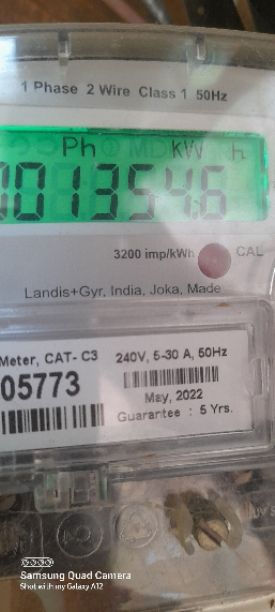 1 Phase 2 Wire Class 1 50Hz
Ph MD KW h
001354.6
3200 imp/kWh CAL
Landis+Gyr, India, Joka, Made
Meter, CAT- C3 240V, 5-30 A, 50Hz
05773
May, 2022
Guarantee : 5 Yrs.
Samsung Quad Camera
Shot with my Galaxy A12